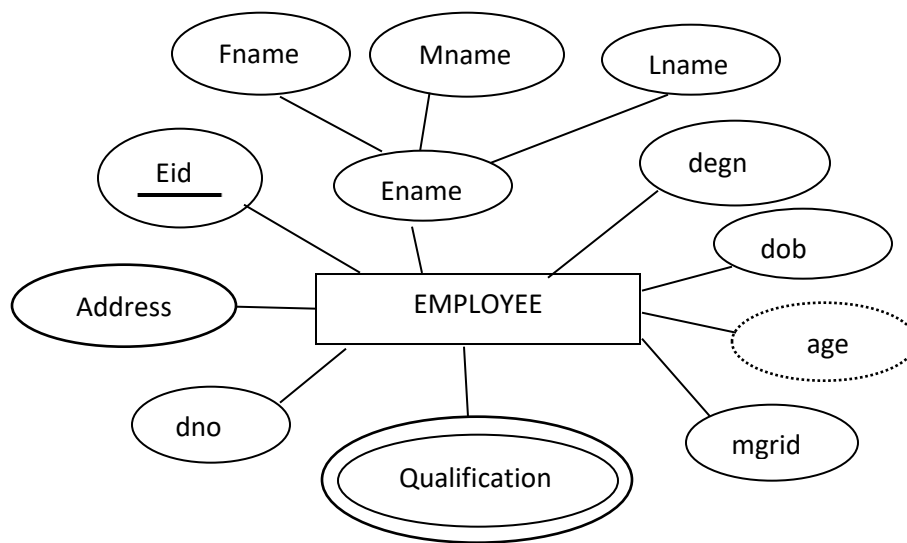 Fname
Mname
Lname
Eid
Ename
degn
dob
Address
EMPLOYEE
age
dno
mgrid
Qualification